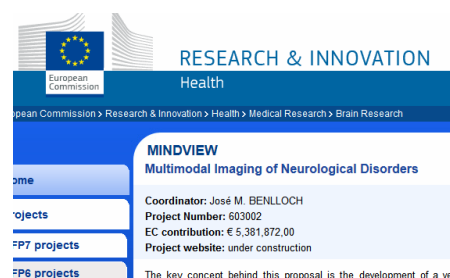 European
Commission
RESEARCH & INNOVATION
Health
opean Commission > Research & Innovation > Health > Medical Research > Brain Research
ome
rojects
FP7 projects
FP6 projects
MINDVIEW
Multimodal Imaging of Neurological Disorders
Coordinator: José M. BENLLOCH
Project Number: 603002
EC contribution: € 5,381,872,00
Project website: under construction
The key concept behind this proposal is the development of a ve